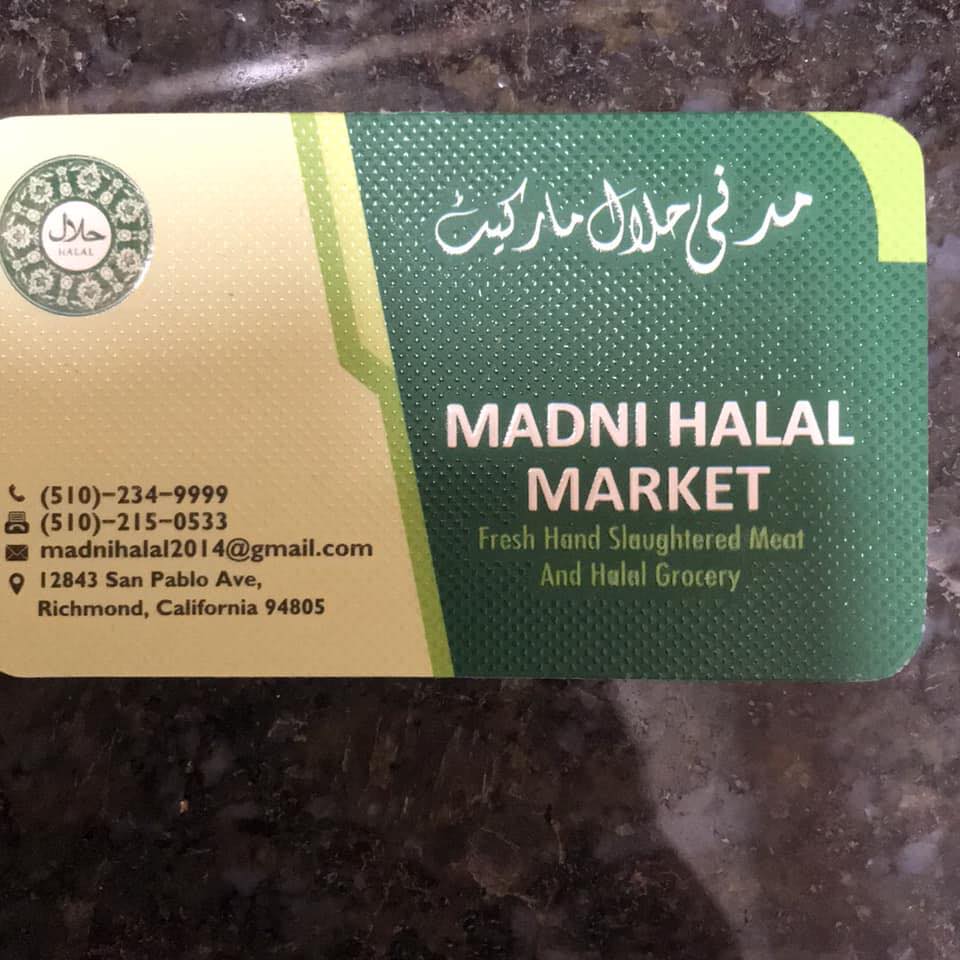 حلال
HALAL
مدنی حلال مارکیٹ
MADNI HALAL
MARKET
Fresh Hand Slaughtered Meat
And Halal Grocery
(510)-234-9999
(510)-215-0533
madnihalal2014@gmail.com
12843 San Pablo Ave,
Richmond, California 94805